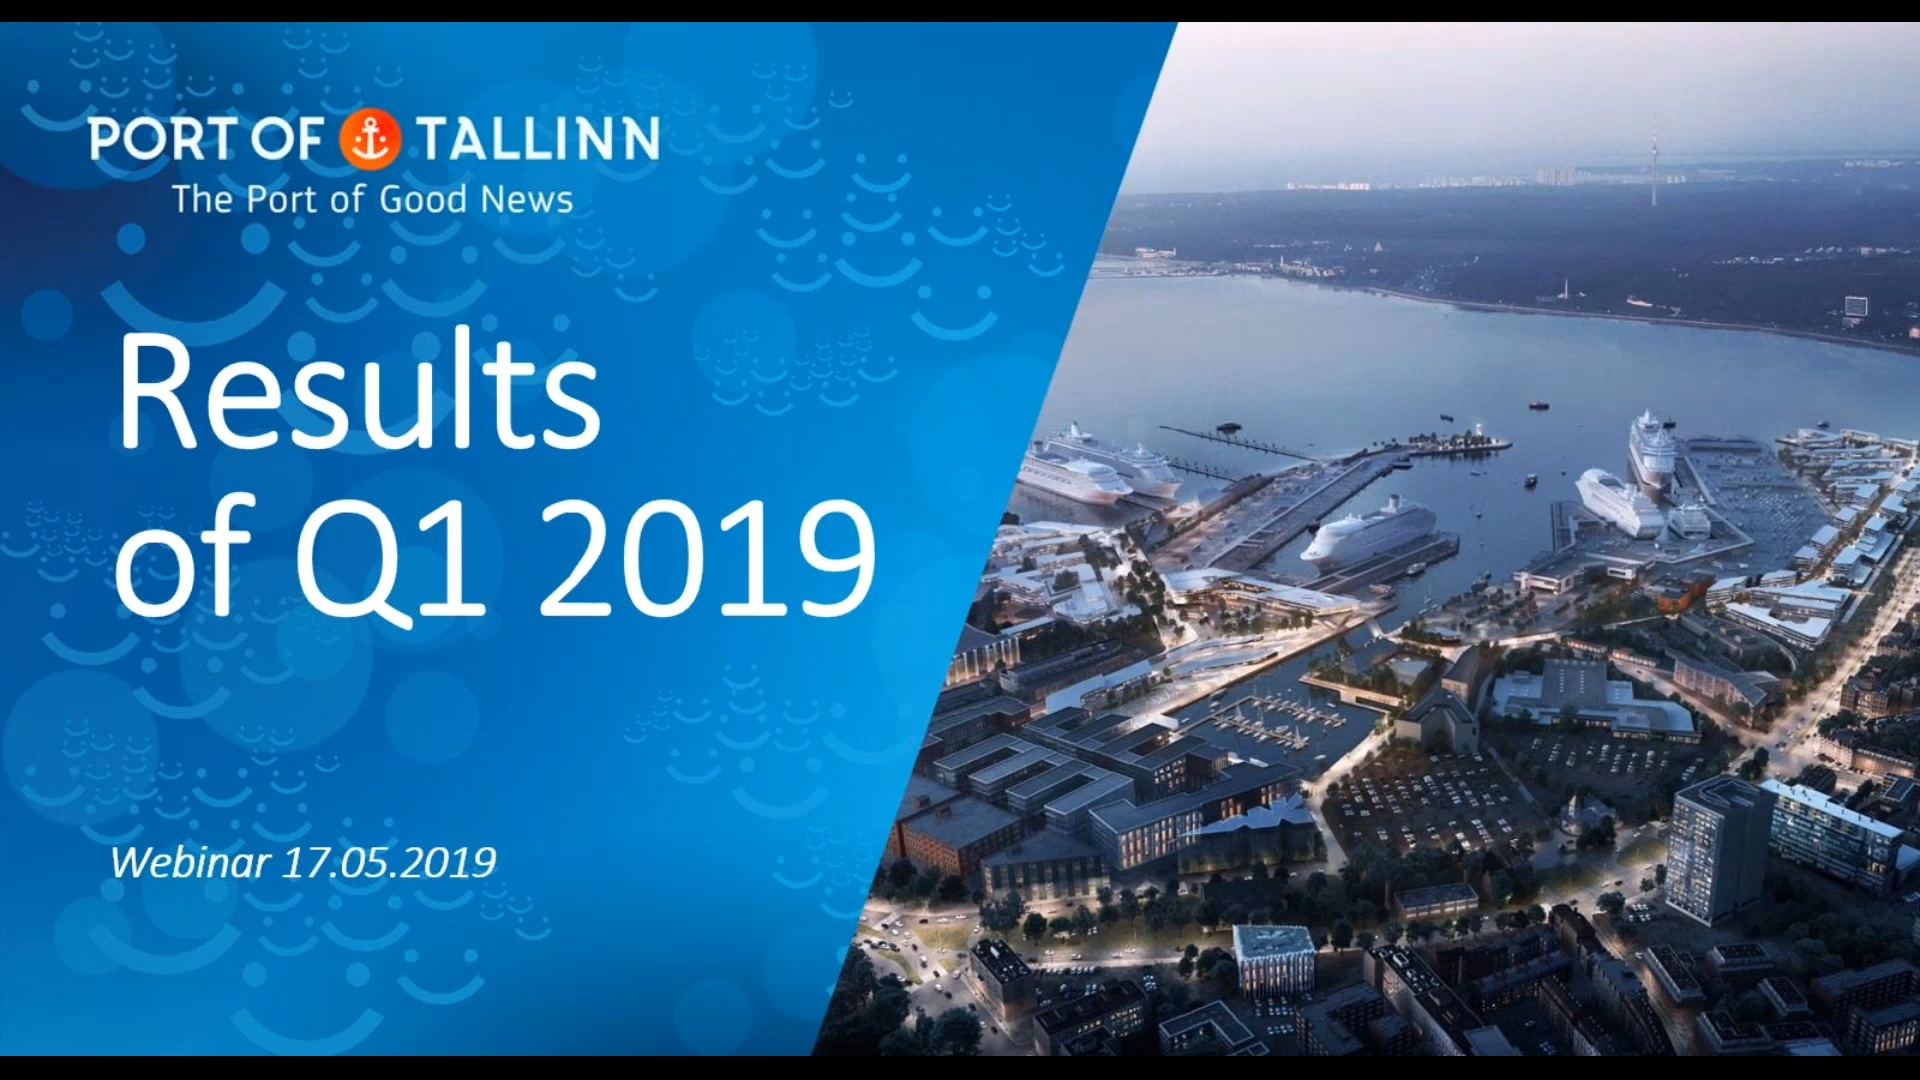 PORT OF TALLINN
The Port of Good News
Results
of Q1 2019
Webinar 17.05.2019